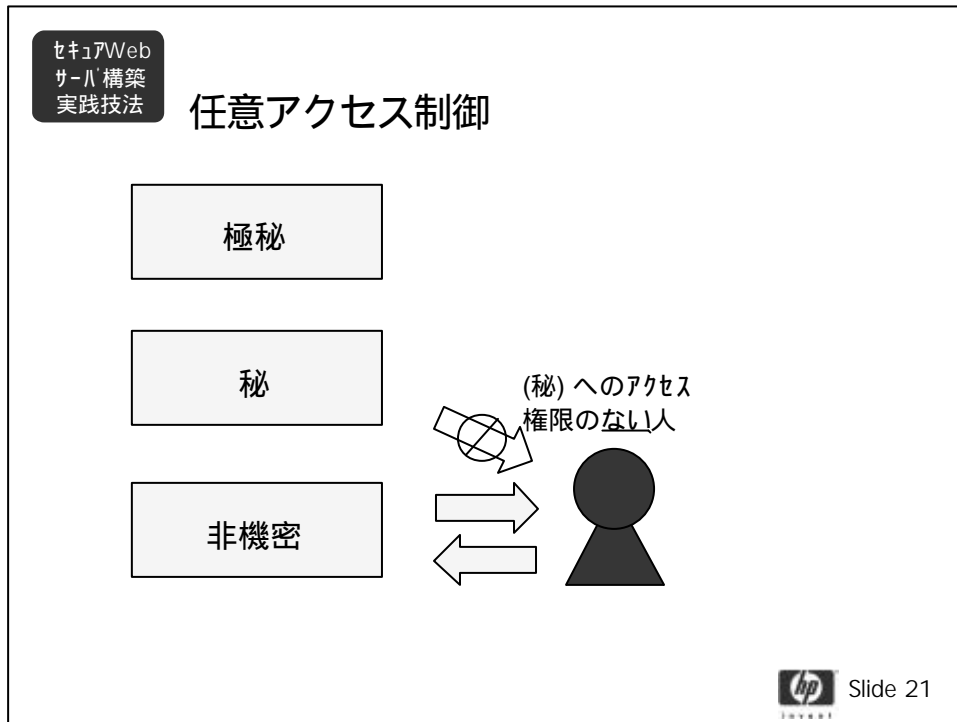 セキュアWeb
サーバ構築
実践技法
任意アクセス制御
極秘
秘
(秘) へのアクセス
権限のない人
非機密
hp
invent
Slide 21